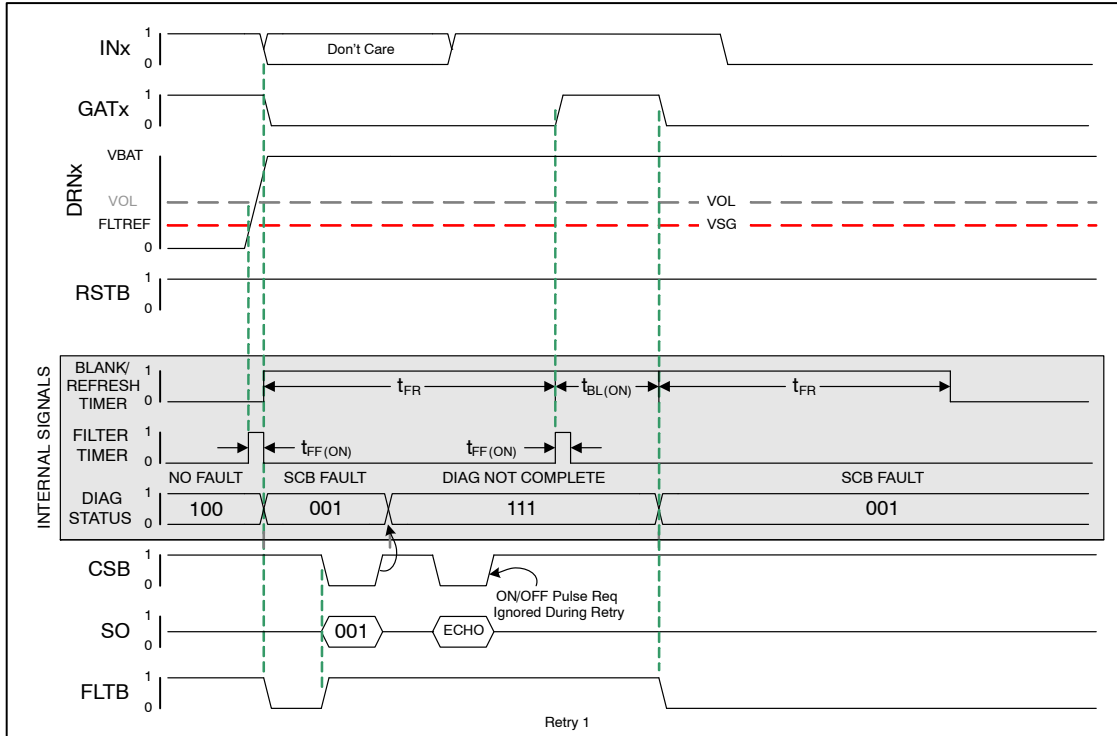 INx
1
0
Don't Care
GATx
1
0
DRNx
VBAT
VOL
FLTREF
VOL
VSG
RSTB
1
0
INTERNAL SIGNALS
BLANK/
REFRESH
TIMER
1
0
tFR
tBL(ON)
tFR
FILTER
TIMER
1
0
tFF(ON)
tFF(ON)
NO FAULT
SCB FAULT
DIAG NOT COMPLETE
SCB FAULT
DIAG
STATUS
1
0
100
001
111
001
CSB
1
0
ON/OFF Pulse Req
Ignored During Retry
SO
1
0
001
ECHO
FLTB
1
0
Retry 1